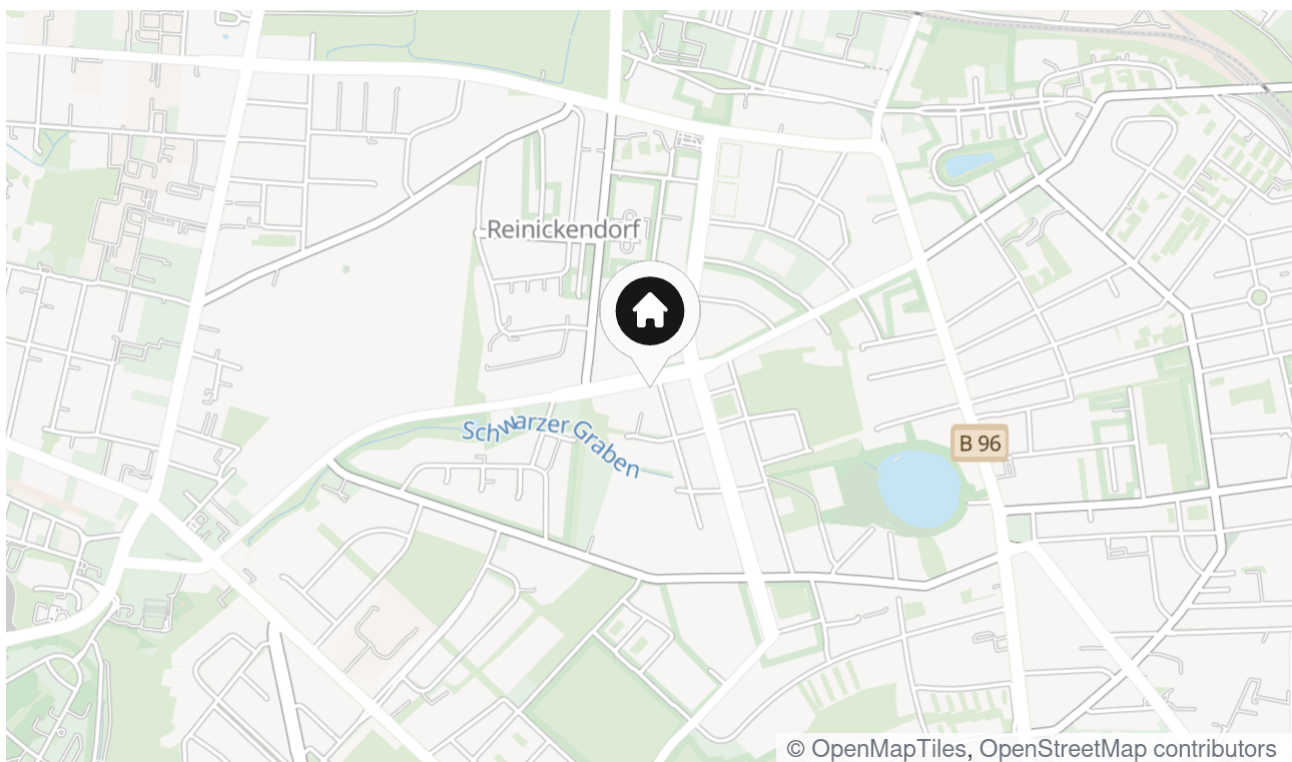 Reinickendorf
Schwarzer Graben
B 96
© OpenMapTiles, OpenStreetMap contributors